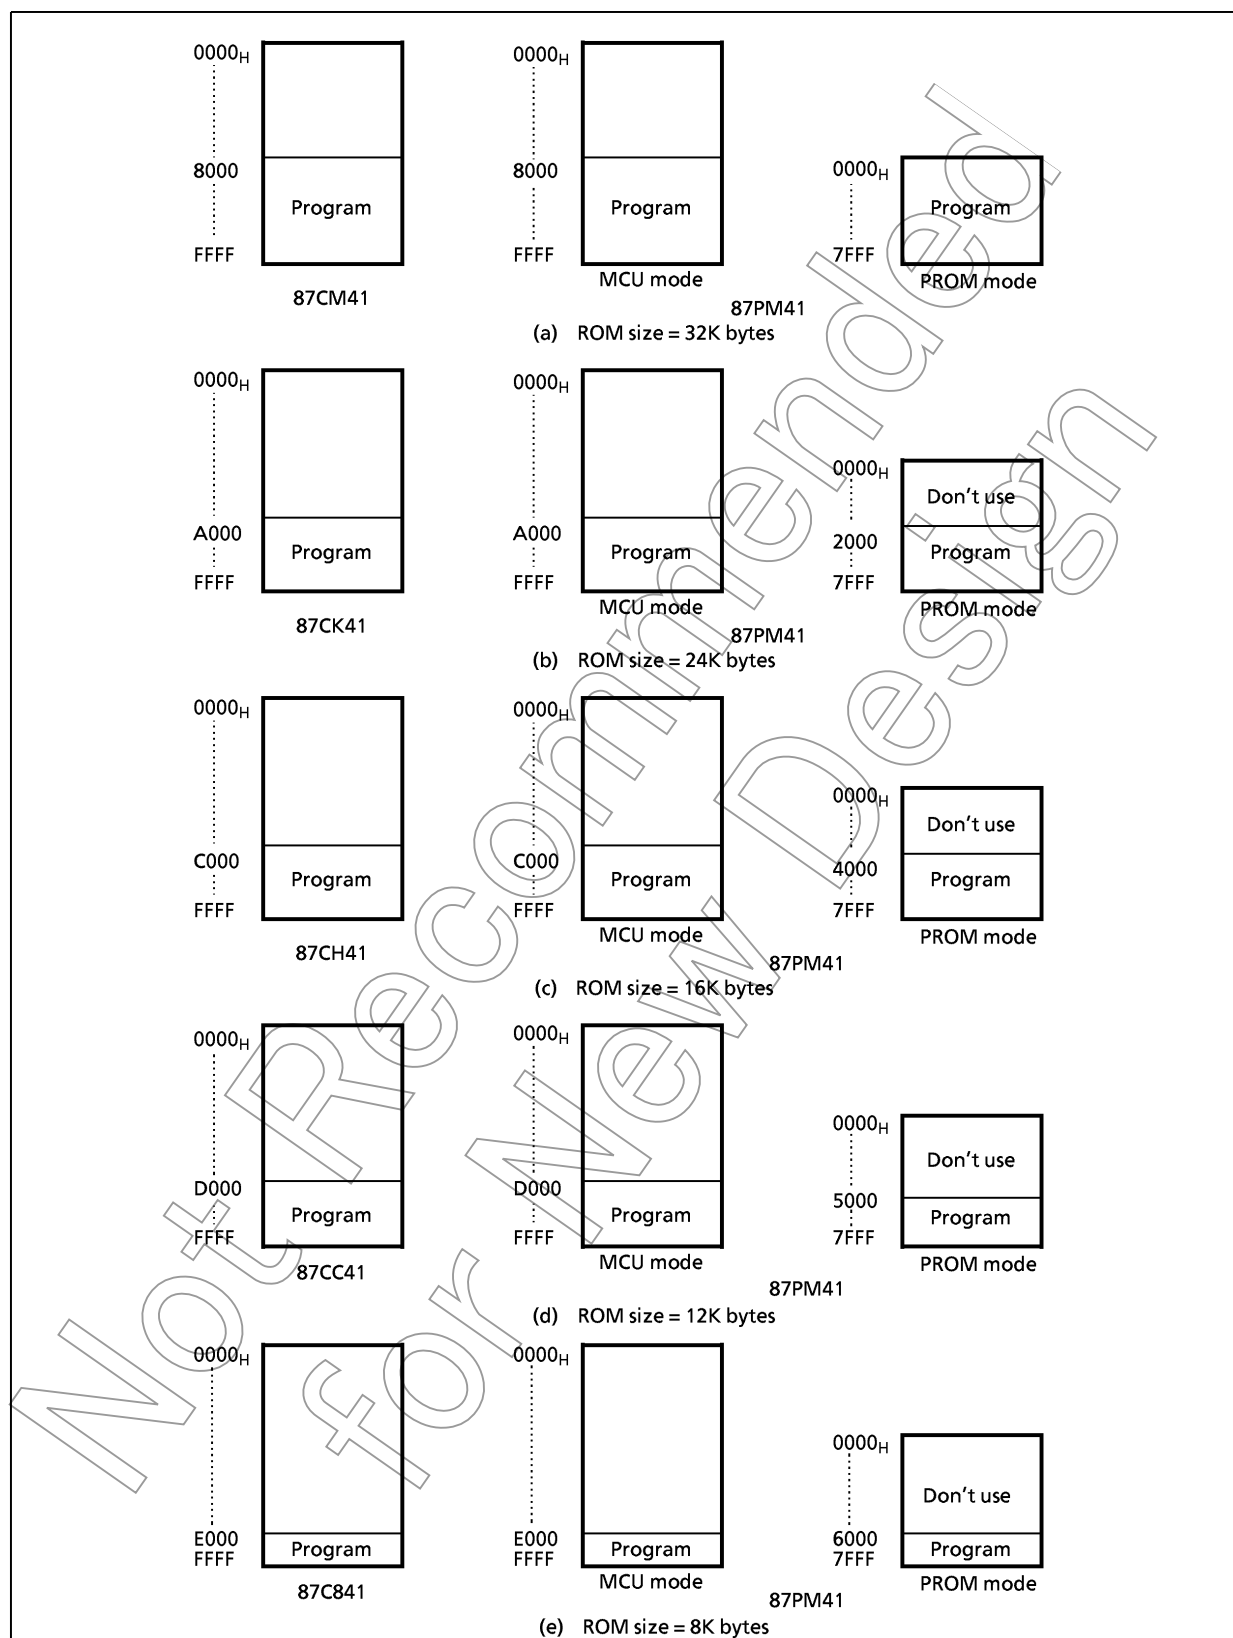 0000H 0000H
8000 8000 0000H
Program Program Program
FFFF FFFF 7FFF
MCU mode PROM mode
87CM41 87PM41
(a) ROM size = 32K bytes
0000H 0000H
0000H
Don't use
A000 A000 2000
Program Program Program
FFFF FFFF 7FFF
MCU mode PROM mode
87CK41 87PM41
(b) ROM size = 24K bytes
0000H 0000H
0000H
Don't use
C000 C000 4000
Program Program Program
FFFF FFFF 7FFF
MCU mode PROM mode
87CH41 87PM41
(c) ROM size = 16K bytes
0000H 0000H
0000H
Don't use
D000 D000 5000
Program Program Program
FFFF FFFF 7FFF
MCU mode PROM mode
87CC41 87PM41
(d) ROM size = 12K bytes
0000H 0000H
0000H
Don't use
E000 E000 6000
FFFF Program FFFF Program 7FFF Program
MCU mode PROM mode
87C841 87PM41
(e) ROM size = 8K bytes
Not Recommended
for New Design